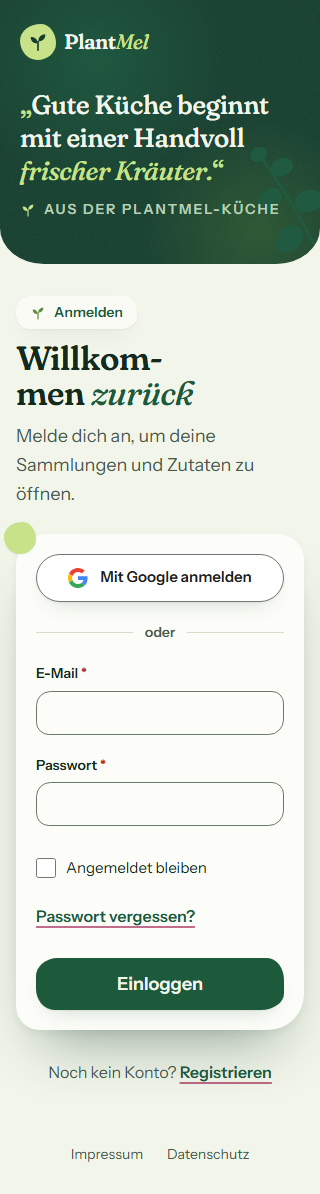 PlantMel
„Gute Küche beginnt
mit einer Handvoll
frischer Kräuter.“
AUS DER PLANTMEL-KÜCHE
Anmelden
Willkom-
men zurück
Melde dich an, um deine
Sammlungen und Zutaten zu
öffnen.
Mit Google anmelden
oder
E-Mail *
Passwort *
Angemeldet bleiben
Passwort vergessen?
Einloggen
Noch kein Konto? Registrieren
Impressum Datenschutz